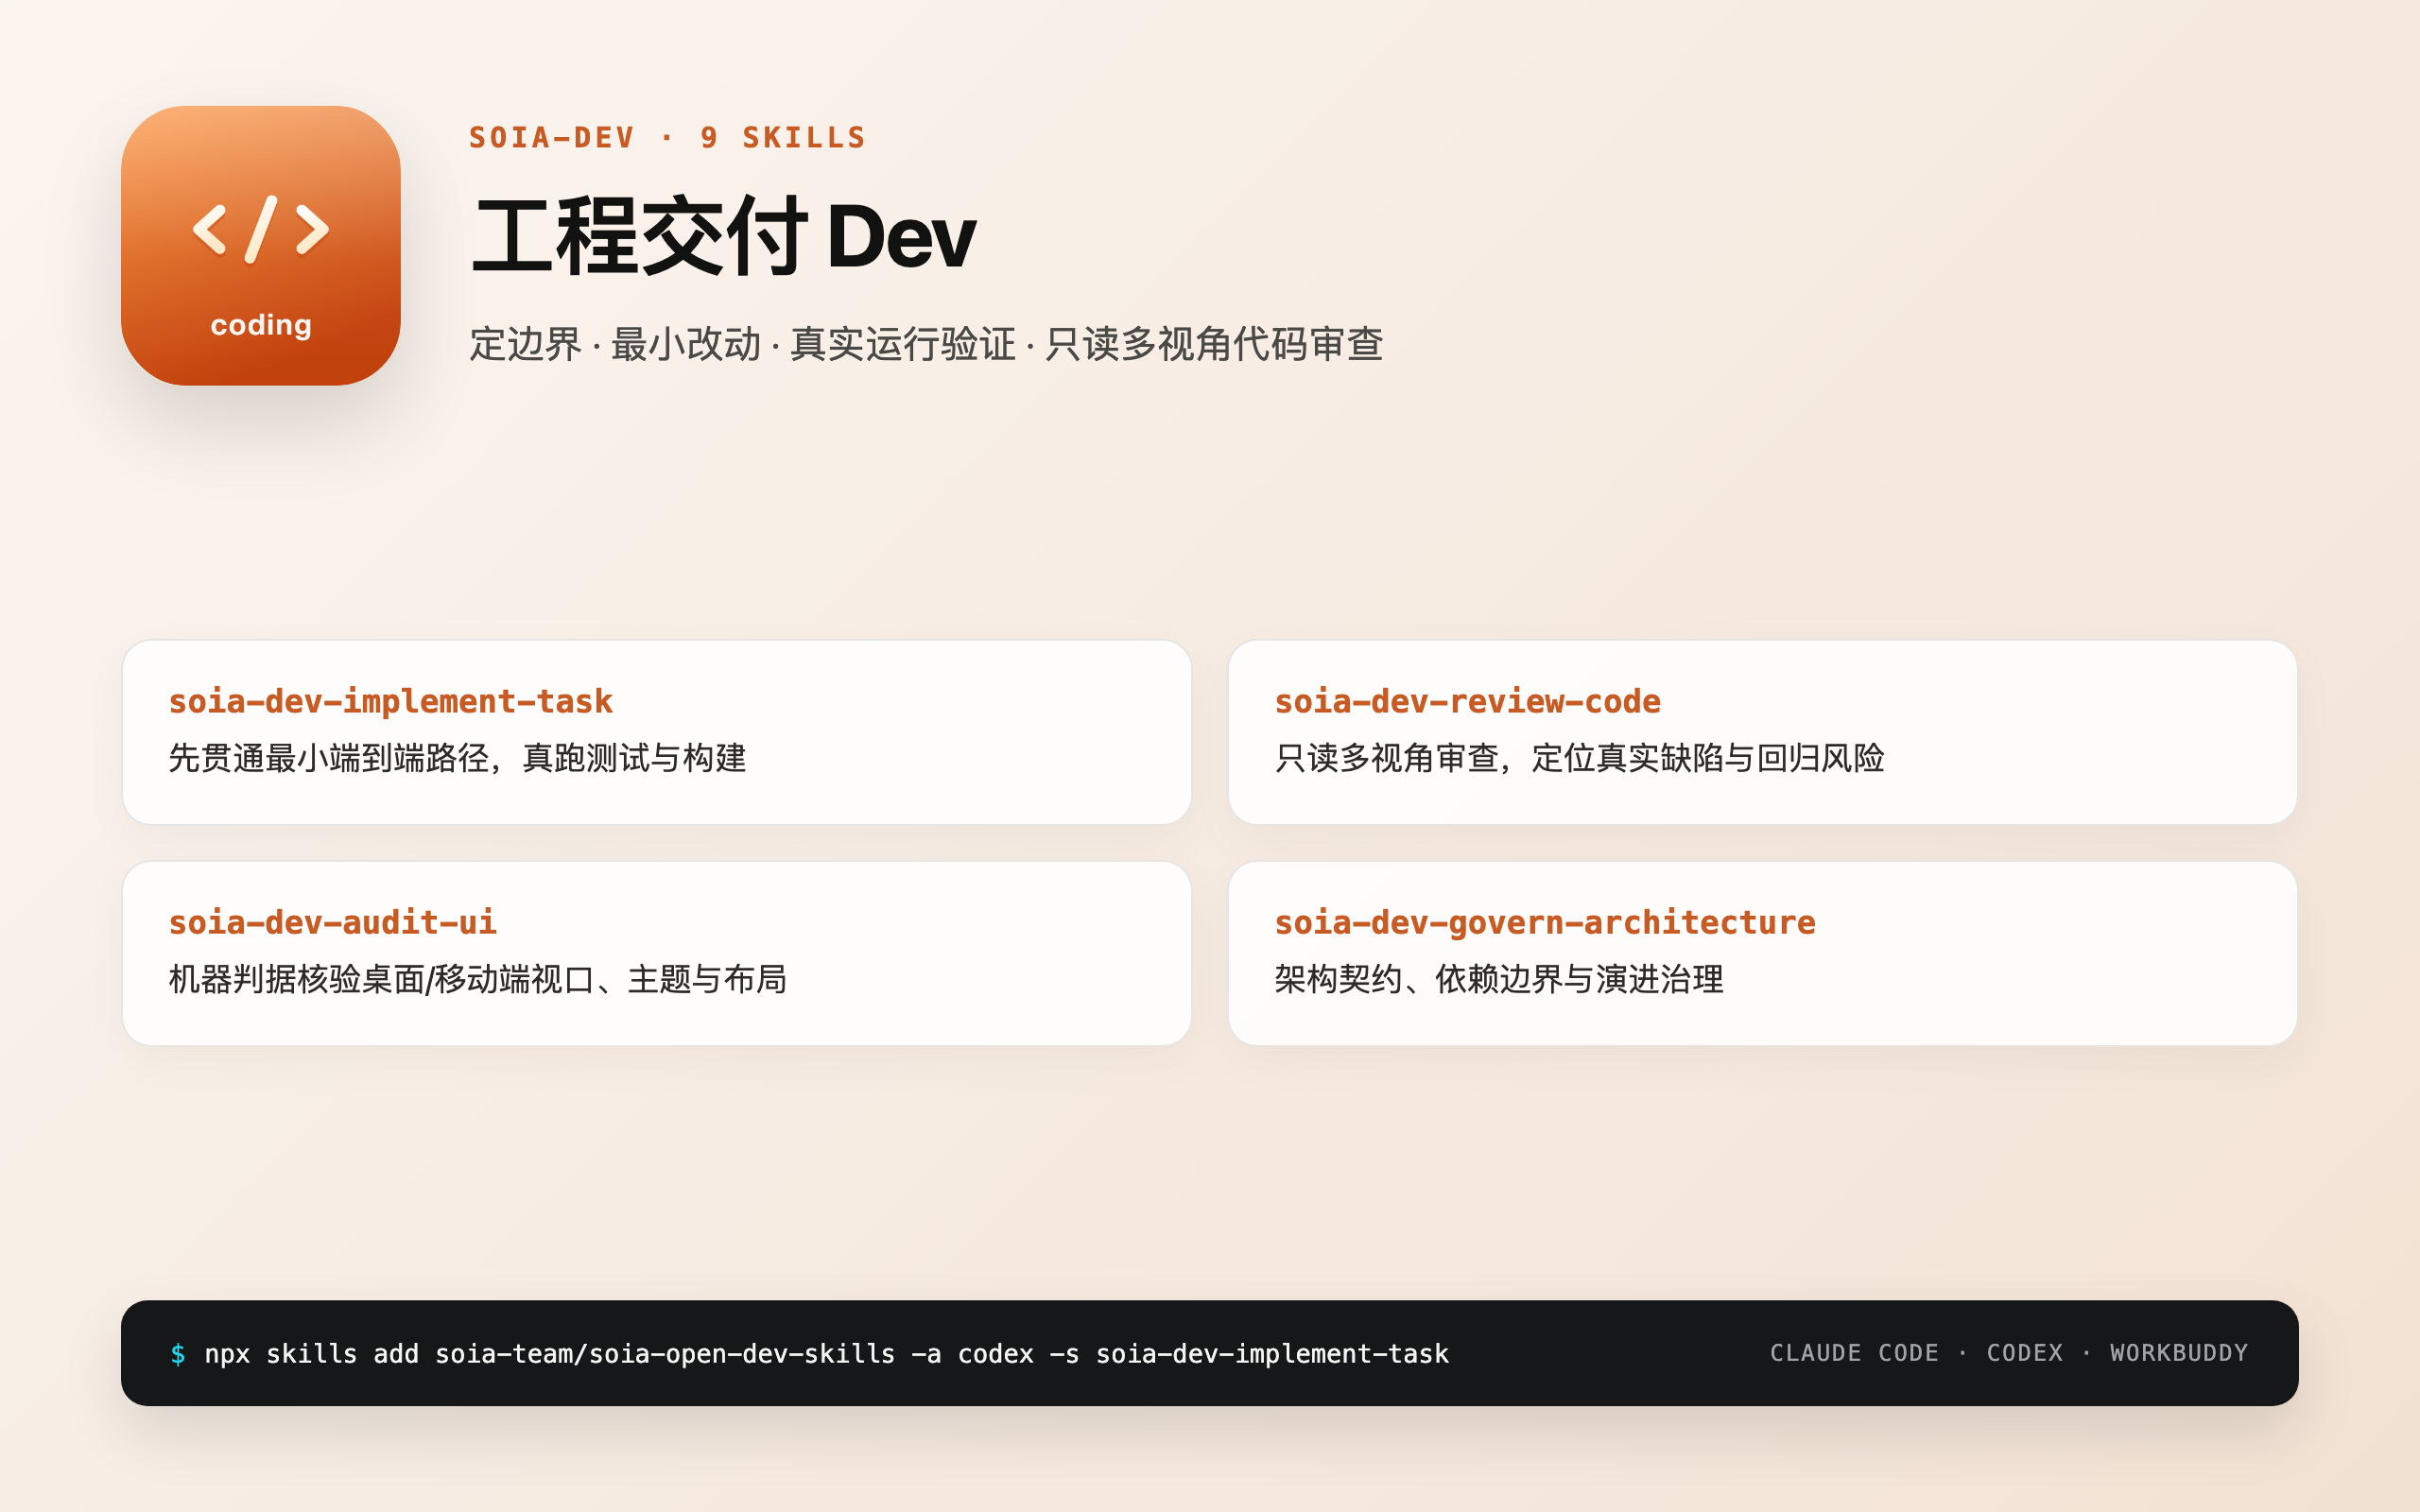 </>
coding
SOIA-DEV · 9 SKILLS
工程交付 Dev
定边界 · 最小改动 · 真实运行验证 · 只读多视角代码审查
soia-dev-implement-task
先贯通最小端到端路径，真跑测试与构建
soia-dev-review-code
只读多视角审查，定位真实缺陷与回归风险
soia-dev-audit-ui
机器判据核验桌面/移动端视口、主题与布局
soia-dev-govern-architecture
架构契约、依赖边界与演进治理
$ npx skills add soia-team/soia-open-dev-skills -a codex -s soia-dev-implement-task
CLAUDE CODE · CODEX · WORKBUDDY